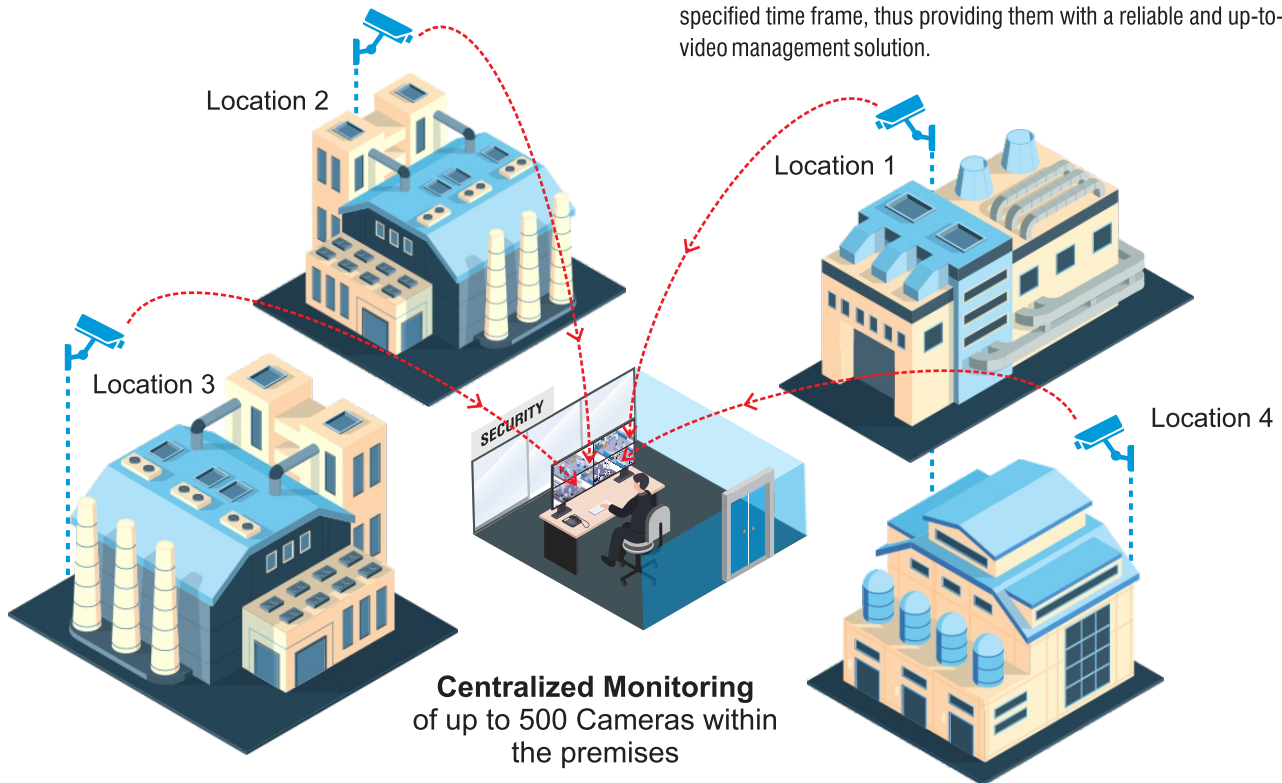 specified time frame, thus providing them with a reliable and up-to-
video management solution.
Location 2
Location 1
Location 3
Location 4
SECURITY
Centralized Monitoring
of up to 500 Cameras within
the premises